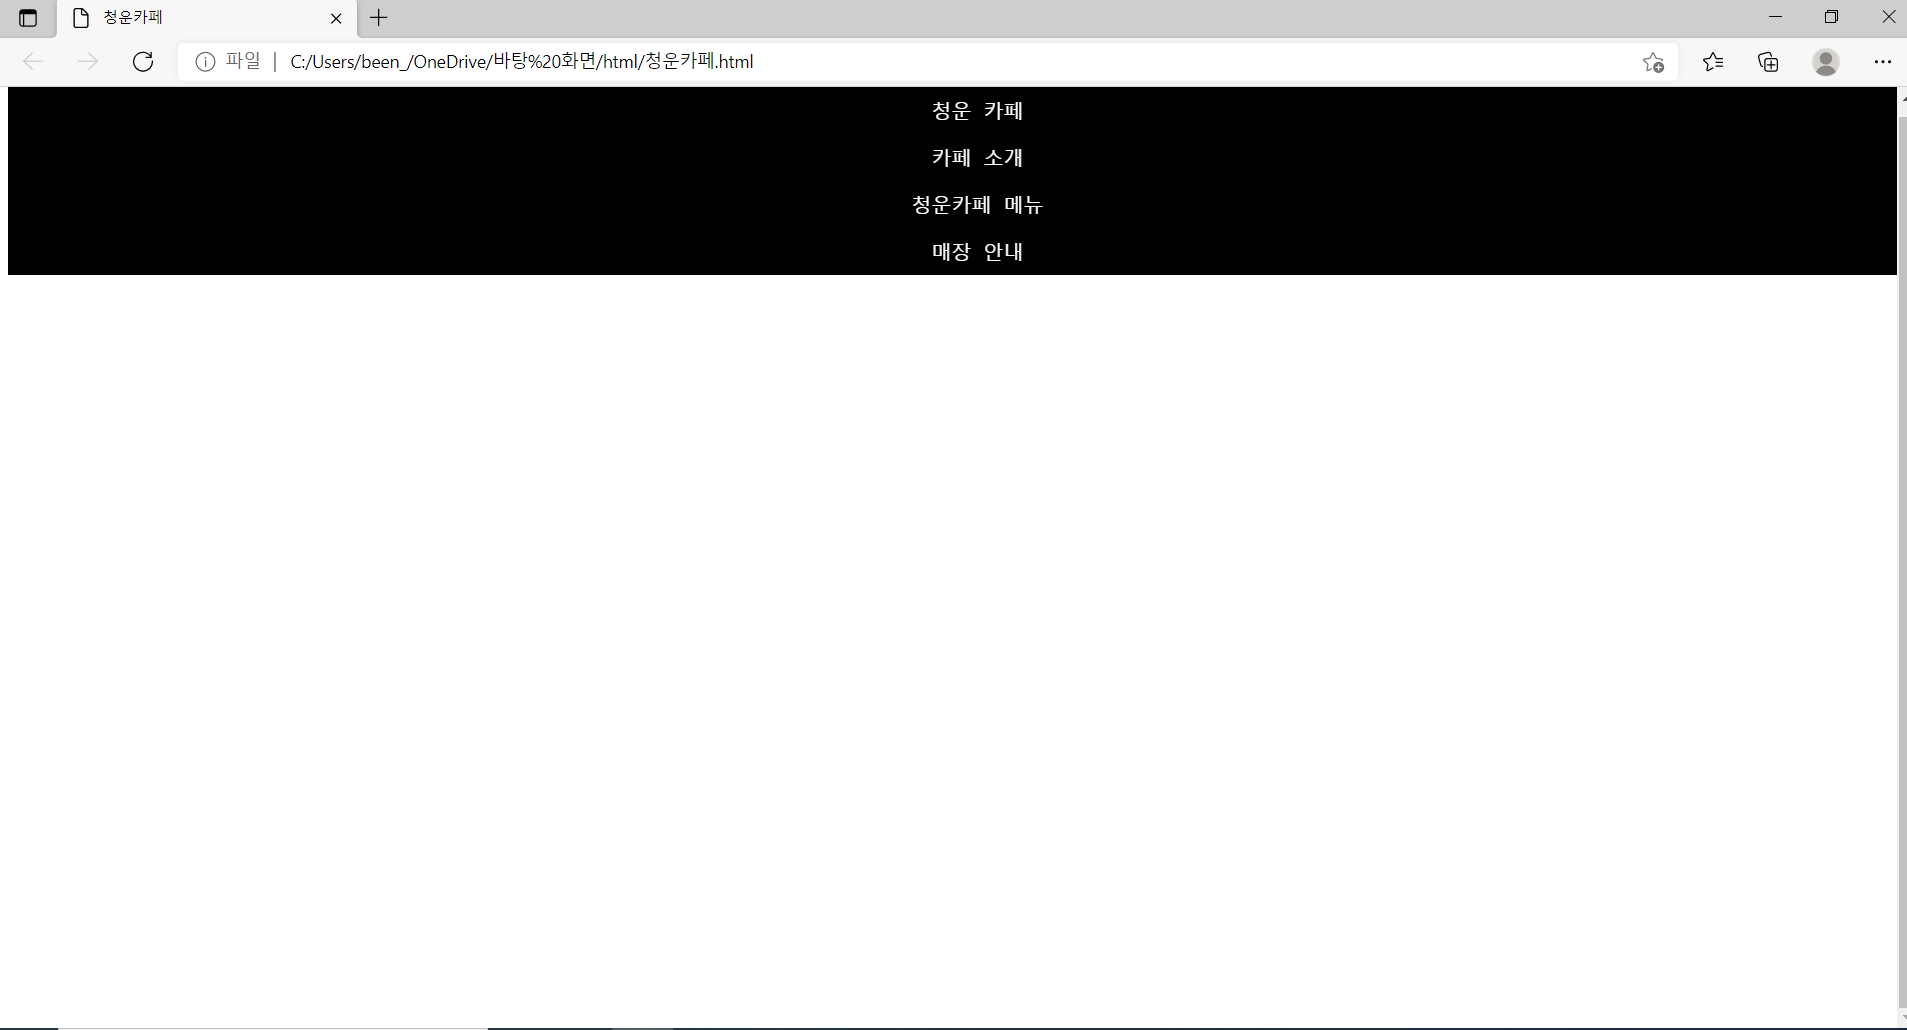 청운카페
파일 | C:/Users/been_/OneDrive/바탕%20화면/html/청운카페.html
청운 카페
카페 소개
청운카페 메뉴
매장 안내